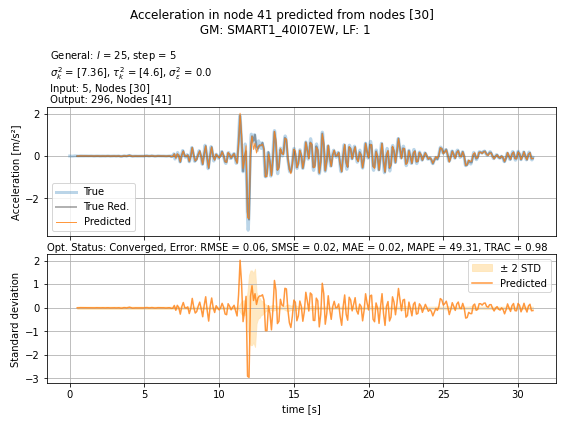 Acceleration in node 41 predicted from nodes [30]
GM: SMART1_40I07EW, LF: 1
General: l = 25, step = 5
σ²ₖ = [7.36], τ²ₖ = [4.6], σ²ε = 0.0
Input: 5, Nodes [30]
Output: 296, Nodes [41]
Acceleration [m/s²]
2
0
−2
True
True Red.
Predicted
Opt. Status: Converged, Error: RMSE = 0.06, SMSE = 0.02, MAE = 0.02, MAPE = 49.31, TRAC = 0.98
Standard deviation
2
1
0
−1
−2
−3
± 2 STD
Predicted
0 5 10 15 20 25 30
time [s]